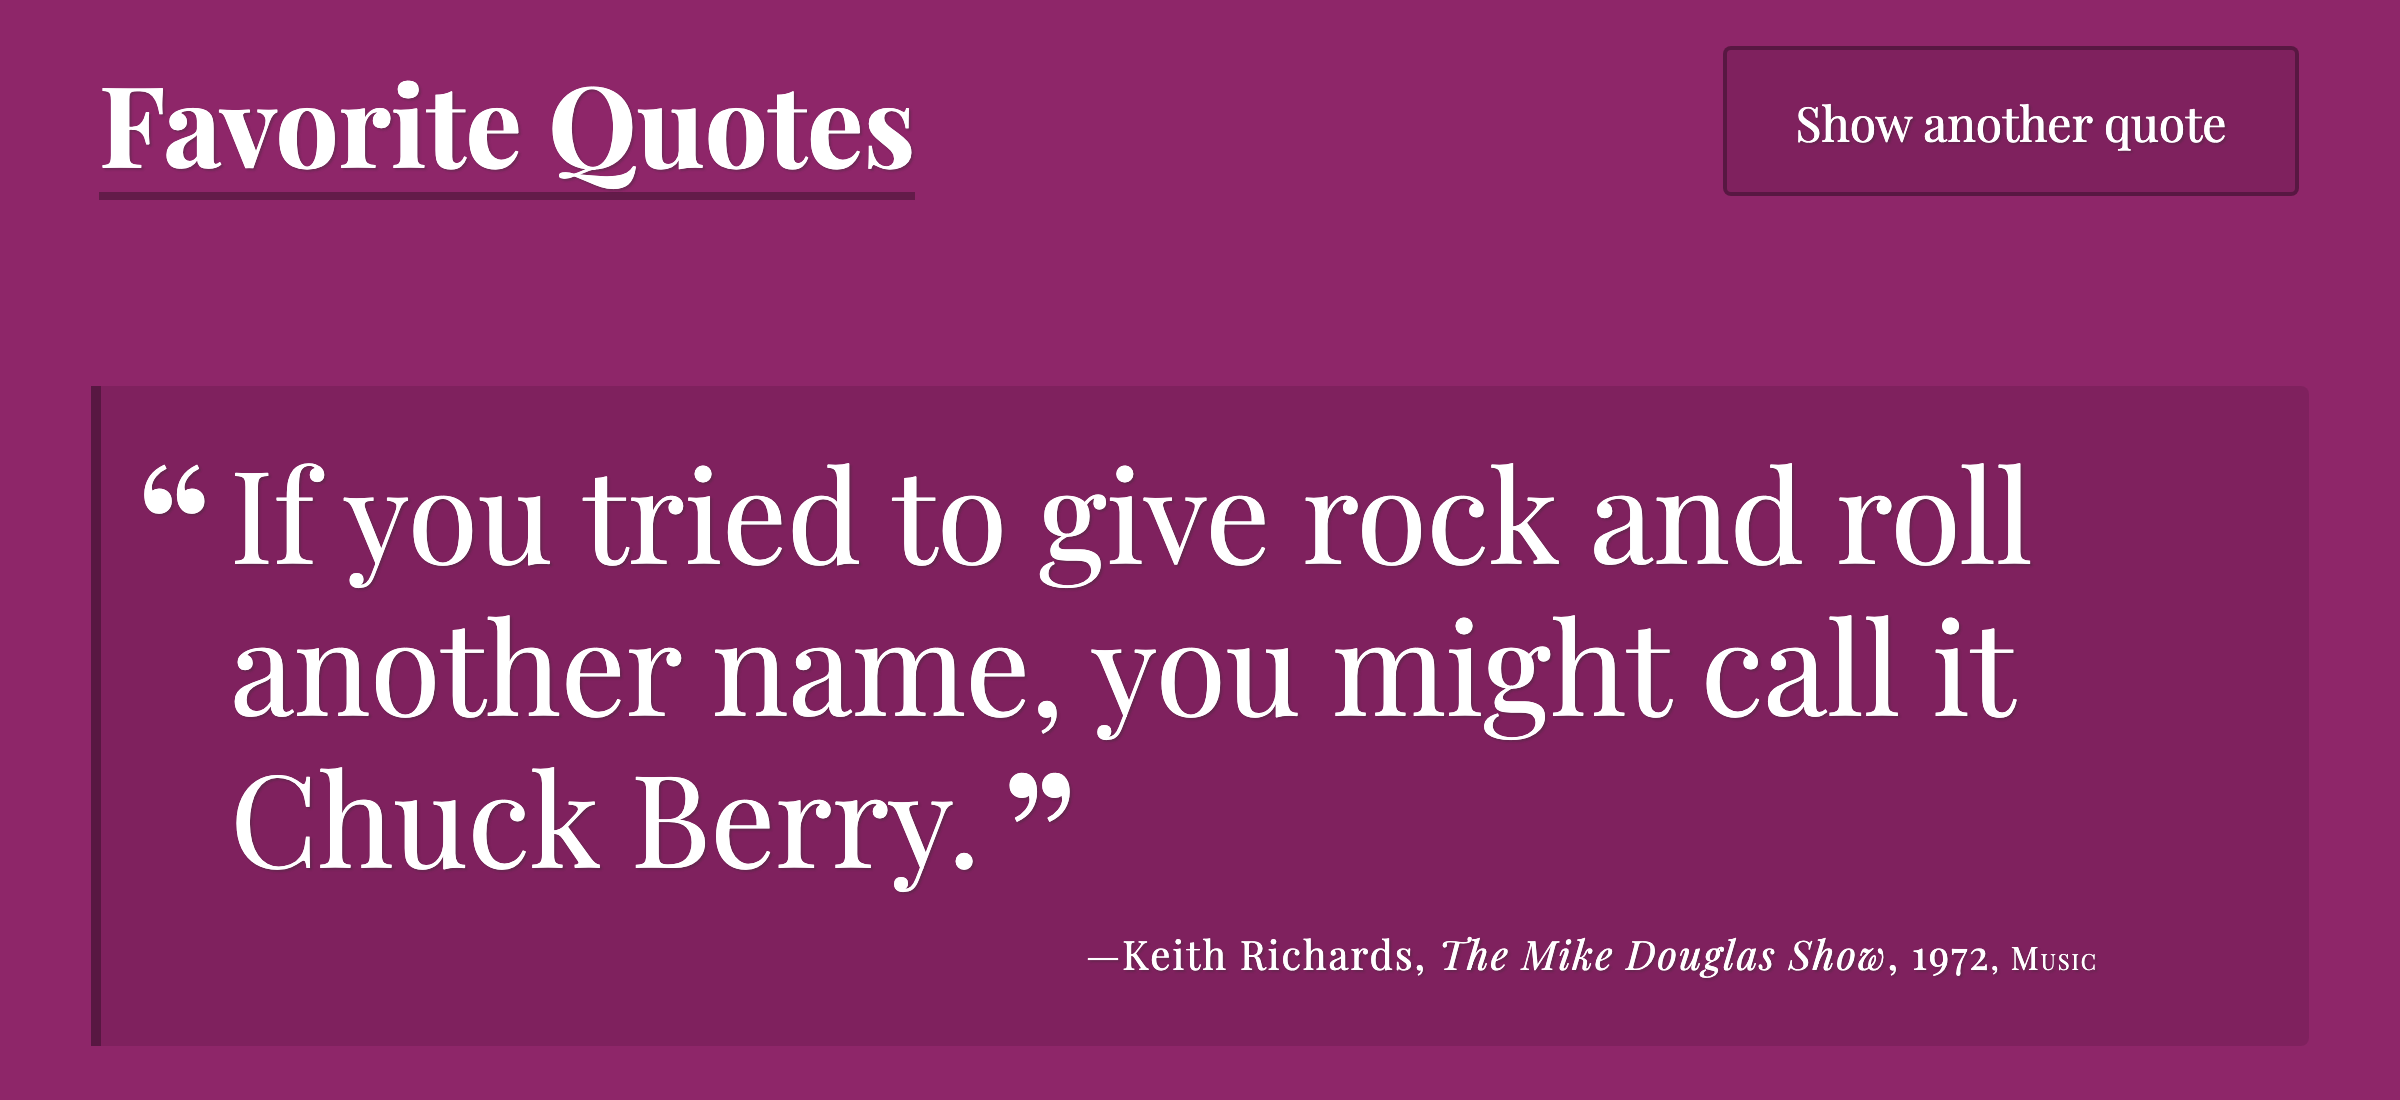 Favorite Quotes
Show another quote
“If you tried to give rock and roll
another name, you might call it
Chuck Berry.”
—Keith Richards, The Mike Douglas Show, 1972, Music